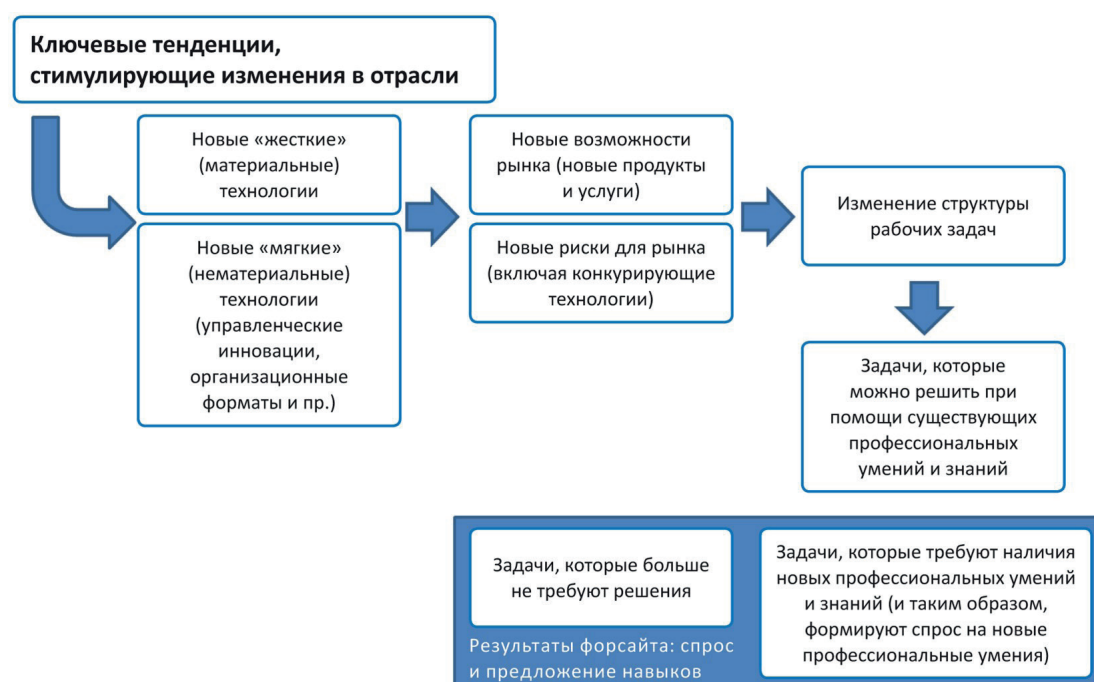 Ключевые тенденции,
стимулирующие изменения в отрасли
Новые «жесткие»
(материальные)
технологии
Новые «мягкие»
(нематериальные)
технологии
(управленческие
инновации,
организационные
форматы и пр.)
Новые возможности
рынка (новые продукты
и услуги)
Новые риски для рынка
(включая конкурирующие
технологии)
Изменение структуры
рабочих задач
Задачи, которые
можно решить при
помощи существующих
профессиональных
умений и знаний
Задачи, которые больше
не требуют решения
Результаты форсайта: спрос
и предложение навыков
Задачи, которые требуют наличия
новых профессиональных умений
и знаний (и таким образом,
формируют спрос на новые
профессиональные умения)